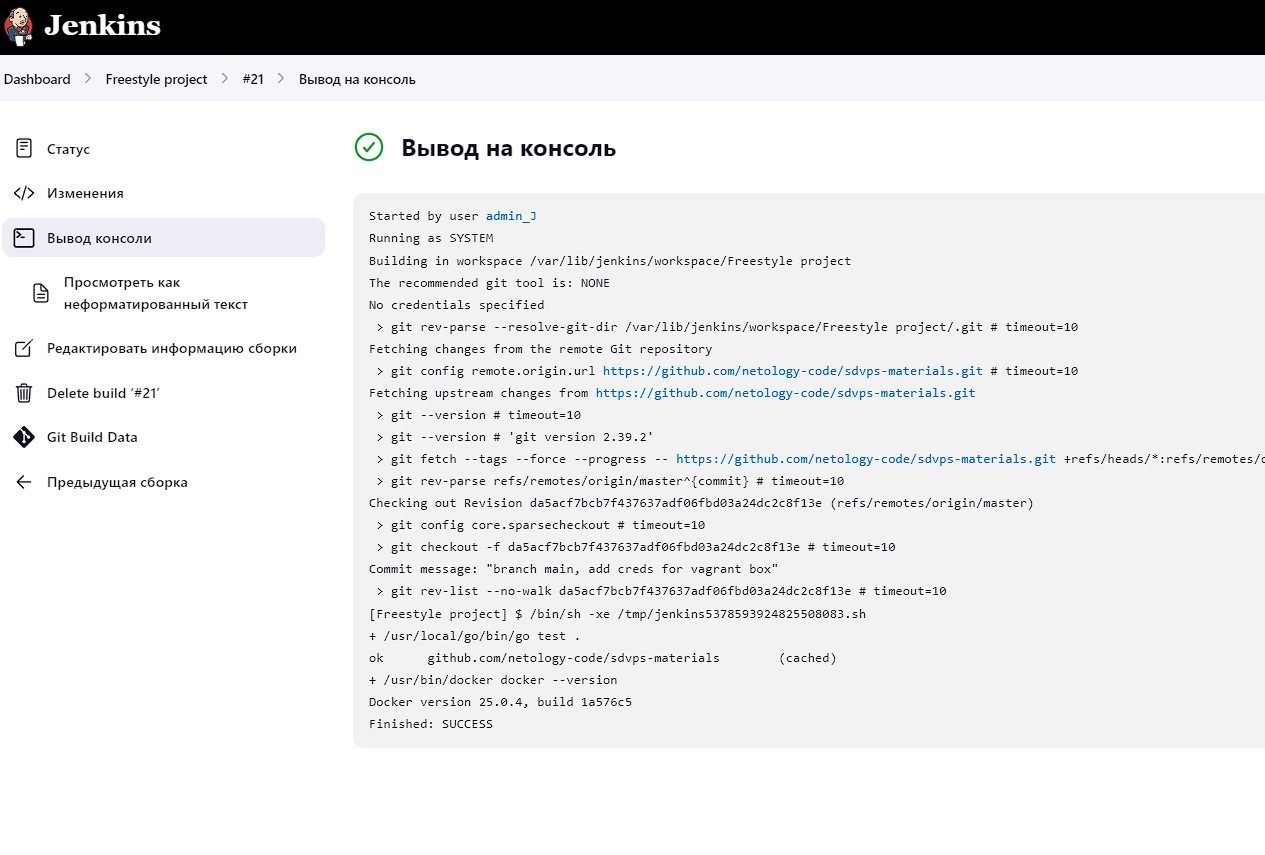 Jenkins
Dashboard > Freestyle project > #21 > Вывод на консоль
Статус
Изменения
Вывод консоли
Просмотреть как
неформатированный текст
Редактировать информацию сборки
Delete build ‘#21’
Git Build Data
Предыдущая сборка
Вывод на консоль
Started by user admin_J
Running as SYSTEM
Building in workspace /var/lib/jenkins/workspace/Freestyle project
The recommended git tool is: NONE
No credentials specified
> git rev-parse --resolve-git-dir /var/lib/jenkins/workspace/Freestyle project/.git # timeout=10
Fetching changes from the remote Git repository
> git config remote.origin.url https://github.com/netology-code/sdvps-materials.git # timeout=10
Fetching upstream changes from https://github.com/netology-code/sdvps-materials.git
> git --version # timeout=10
> git --version # 'git version 2.39.2'
> git fetch --tags --force --progress -- https://github.com/netology-code/sdvps-materials.git +refs/heads/*:refs/remotes/
> git rev-parse refs/remotes/origin/master^{commit} # timeout=10
Checking out Revision da5acf7bcb7f437637adf06fbd03a24dc2c8f13e (refs/remotes/origin/master)
> git config core.sparsecheckout # timeout=10
> git checkout -f da5acf7bcb7f437637adf06fbd03a24dc2c8f13e # timeout=10
Commit message: "branch main, add creds for vagrant box"
> git rev-list --no-walk da5acf7bcb7f437637adf06fbd03a24dc2c8f13e # timeout=10
[Freestyle project] $ /bin/sh -xe /tmp/jenkins5378593924825508083.sh
+ /usr/local/go/bin/go test .
ok github.com/netology-code/sdvps-materials (cached)
+ /usr/bin/docker docker --version
Docker version 25.0.4, build 1a576c5
Finished: SUCCESS